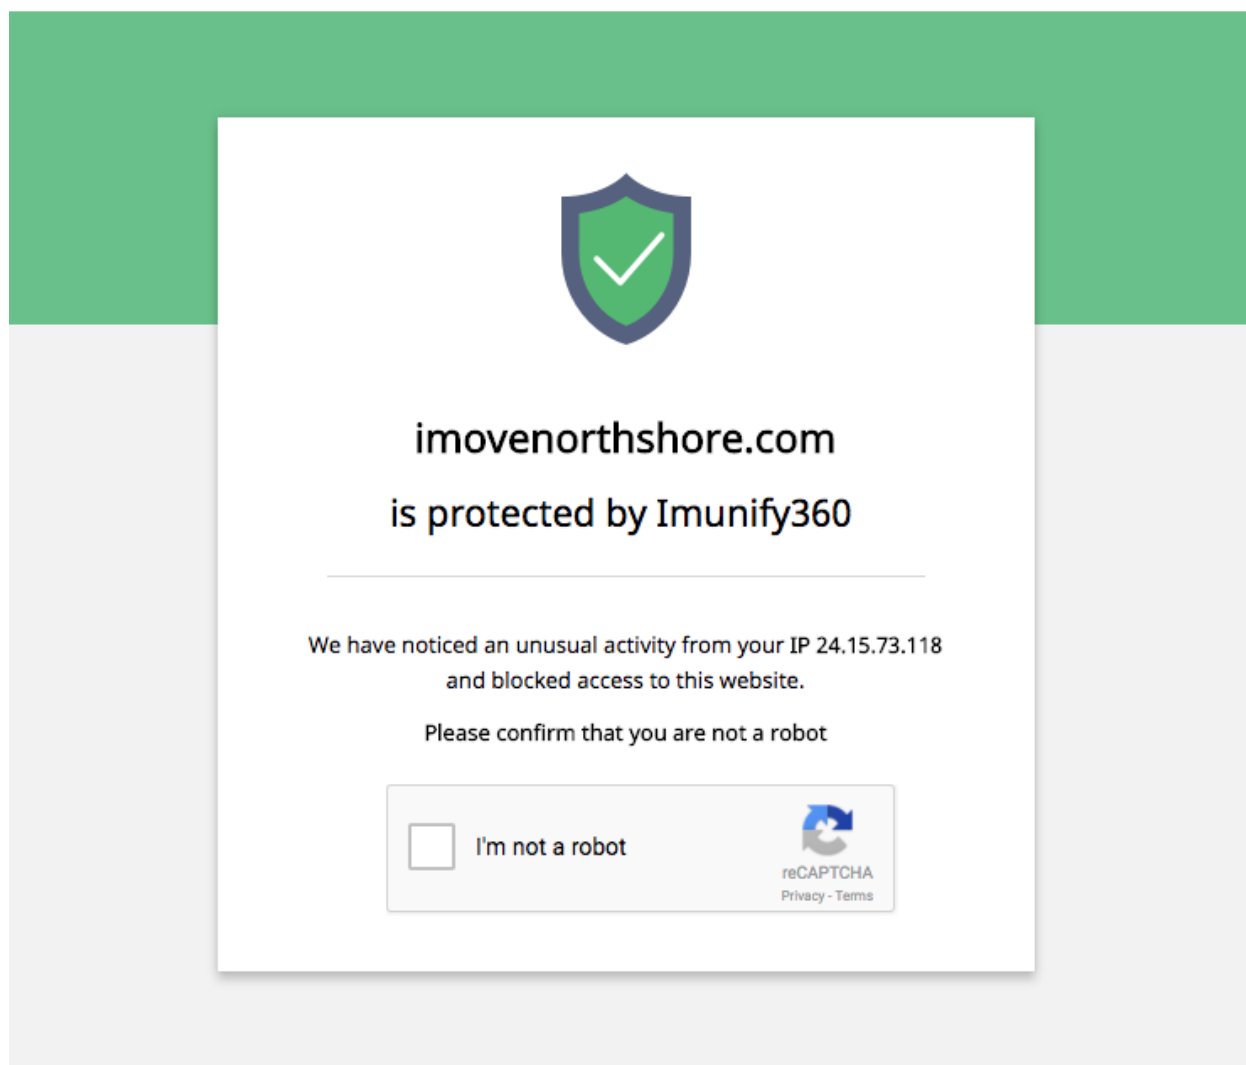 imovenorthshore.com
is protected by Imunify360
We have noticed an unusual activity from your IP 24.15.73.118
and blocked access to this website.
Please confirm that you are not a robot
I'm not a robot
reCAPTCHA
Privacy - Terms